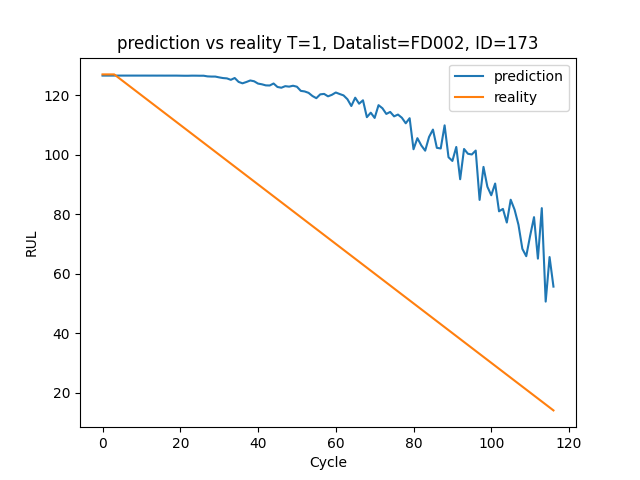 prediction vs reality T=1, Datalist=FD002, ID=173
prediction
reality
RUL
120
100
80
60
40
20
0 20 40 60 80 100 120
Cycle